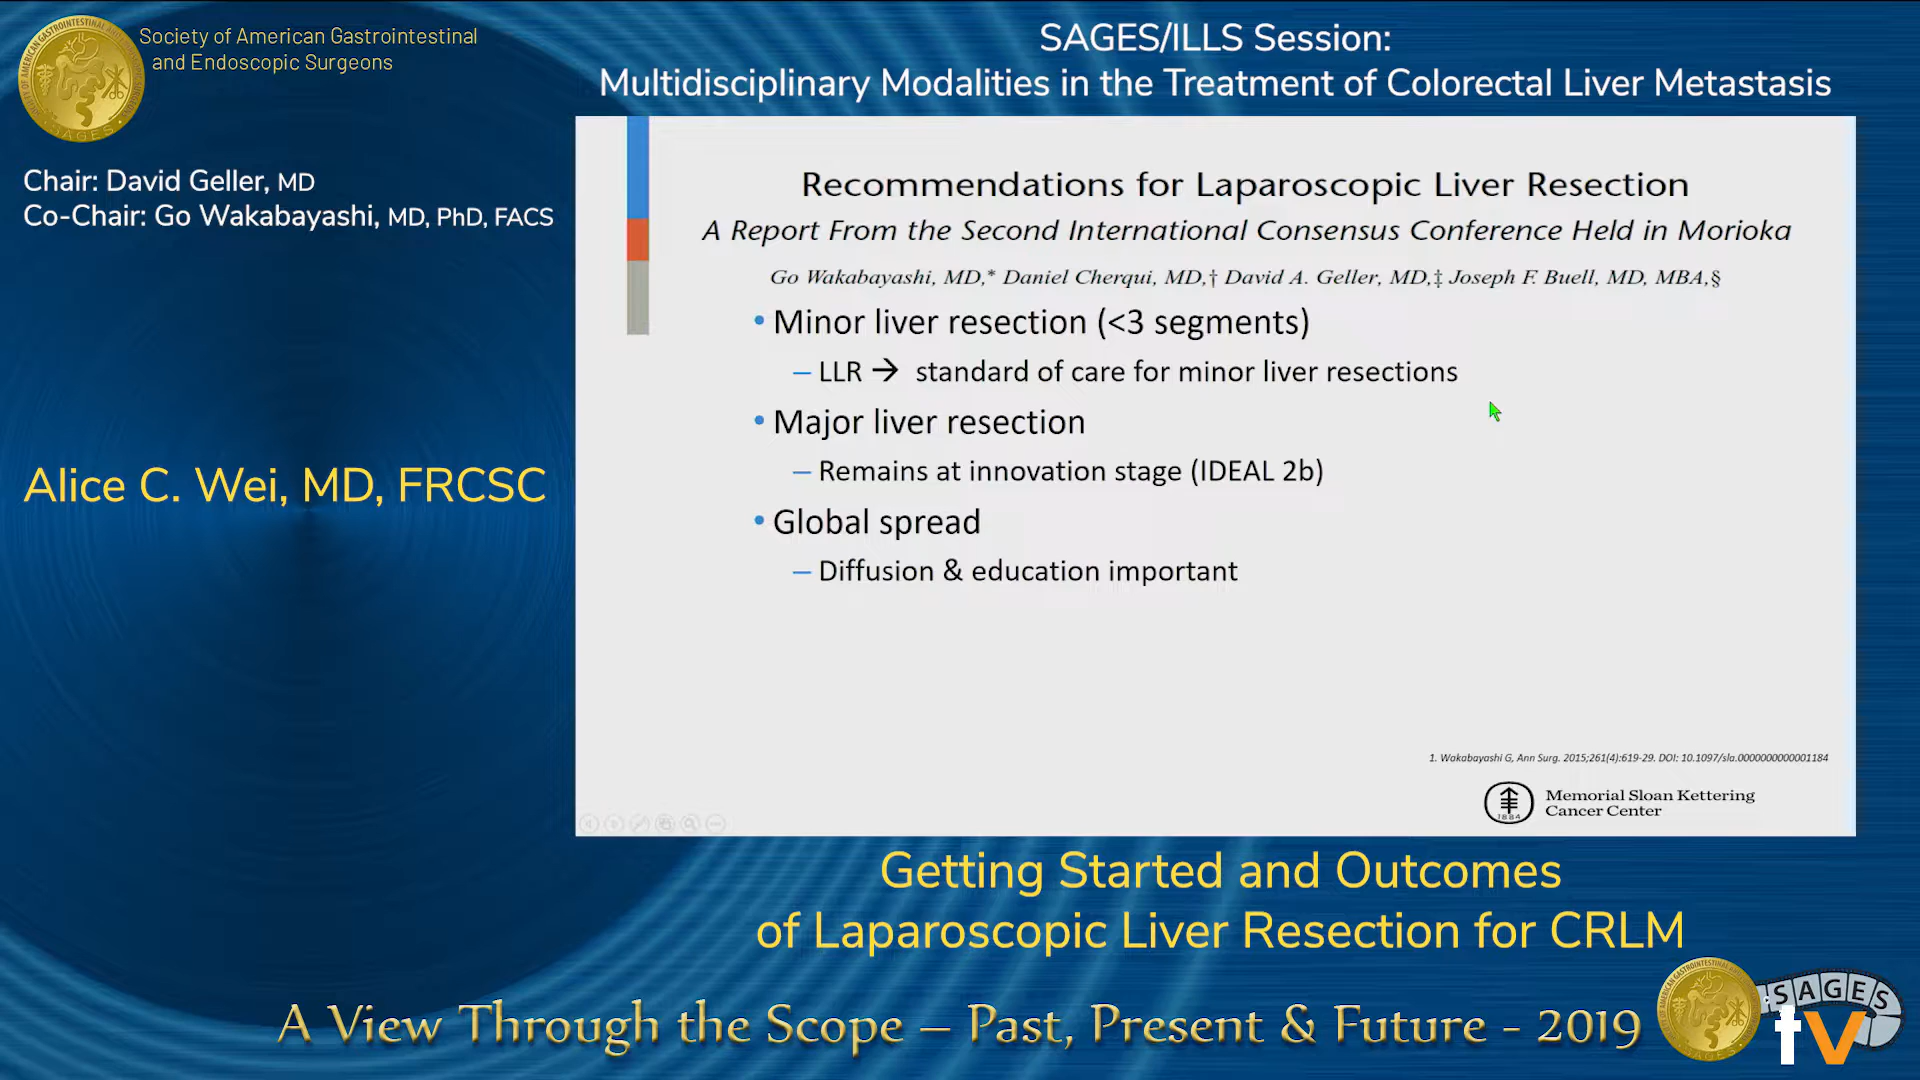 Society of American Gastrointestinal
and Endoscopic Surgeons
SAGES/ILLS Session:
Multidisciplinary Modalities in the Treatment of Colorectal Liver Metastasis
Chair: David Geller, MD
Co-Chair: Go Wakabayashi, MD, PhD, FACS
Alice C. Wei, MD, FRCSC
Recommendations for Laparoscopic Liver Resection
A Report From the Second International Consensus Conference Held in Morioka
Go Wakabayashi, MD,* Daniel Cherqui, MD,† David A. Geller, MD,‡ Joseph F. Buell, MD, MBA,§
• Minor liver resection (<3 segments)
– LLR → standard of care for minor liver resections
• Major liver resection
– Remains at innovation stage (IDEAL 2b)
• Global spread
– Diffusion & education important
1. Wakabayashi G, Ann Surg. 2015;261(4):619-29. DOI: 10.1097/sla.0000000000001184
1884
Memorial Sloan Kettering
Cancer Center
Getting Started and Outcomes
of Laparoscopic Liver Resection for CRLM
A View Through the Scope – Past, Present & Future - 2019
SAGES
tv